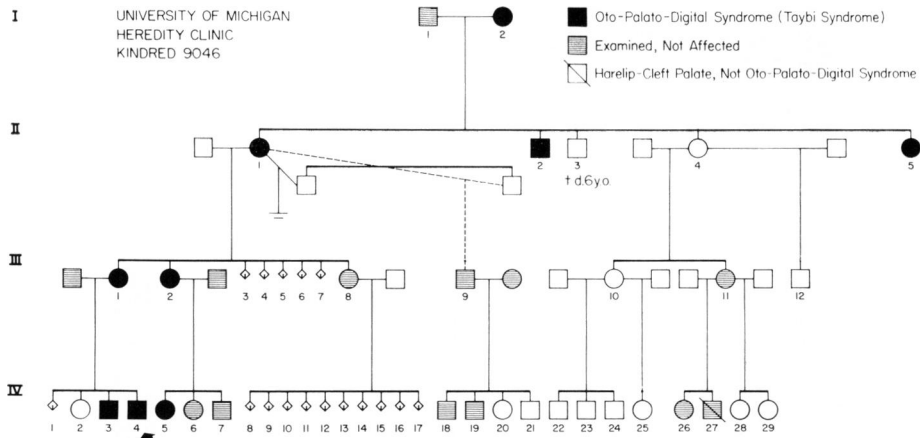 I
UNIVERSITY OF MICHIGAN
HEREDITY CLINIC
KINDRED 9046
1 2
Oto-Palato-Digital Syndrome (Taybi Syndrome)
Examined, Not Affected
Harelip-Cleft Palate, Not Oto-Palato-Digital Syndrome
II
1 2 3 4 5
† d.6y.o.
III
1 2 3 4 5 6 7 8 9 10 11 12
IV
1 2 3 4 5 6 7 8 9 10 11 12 13 14 15 16 17 18 19 20 21 22 23 24 25 26 27 28 29